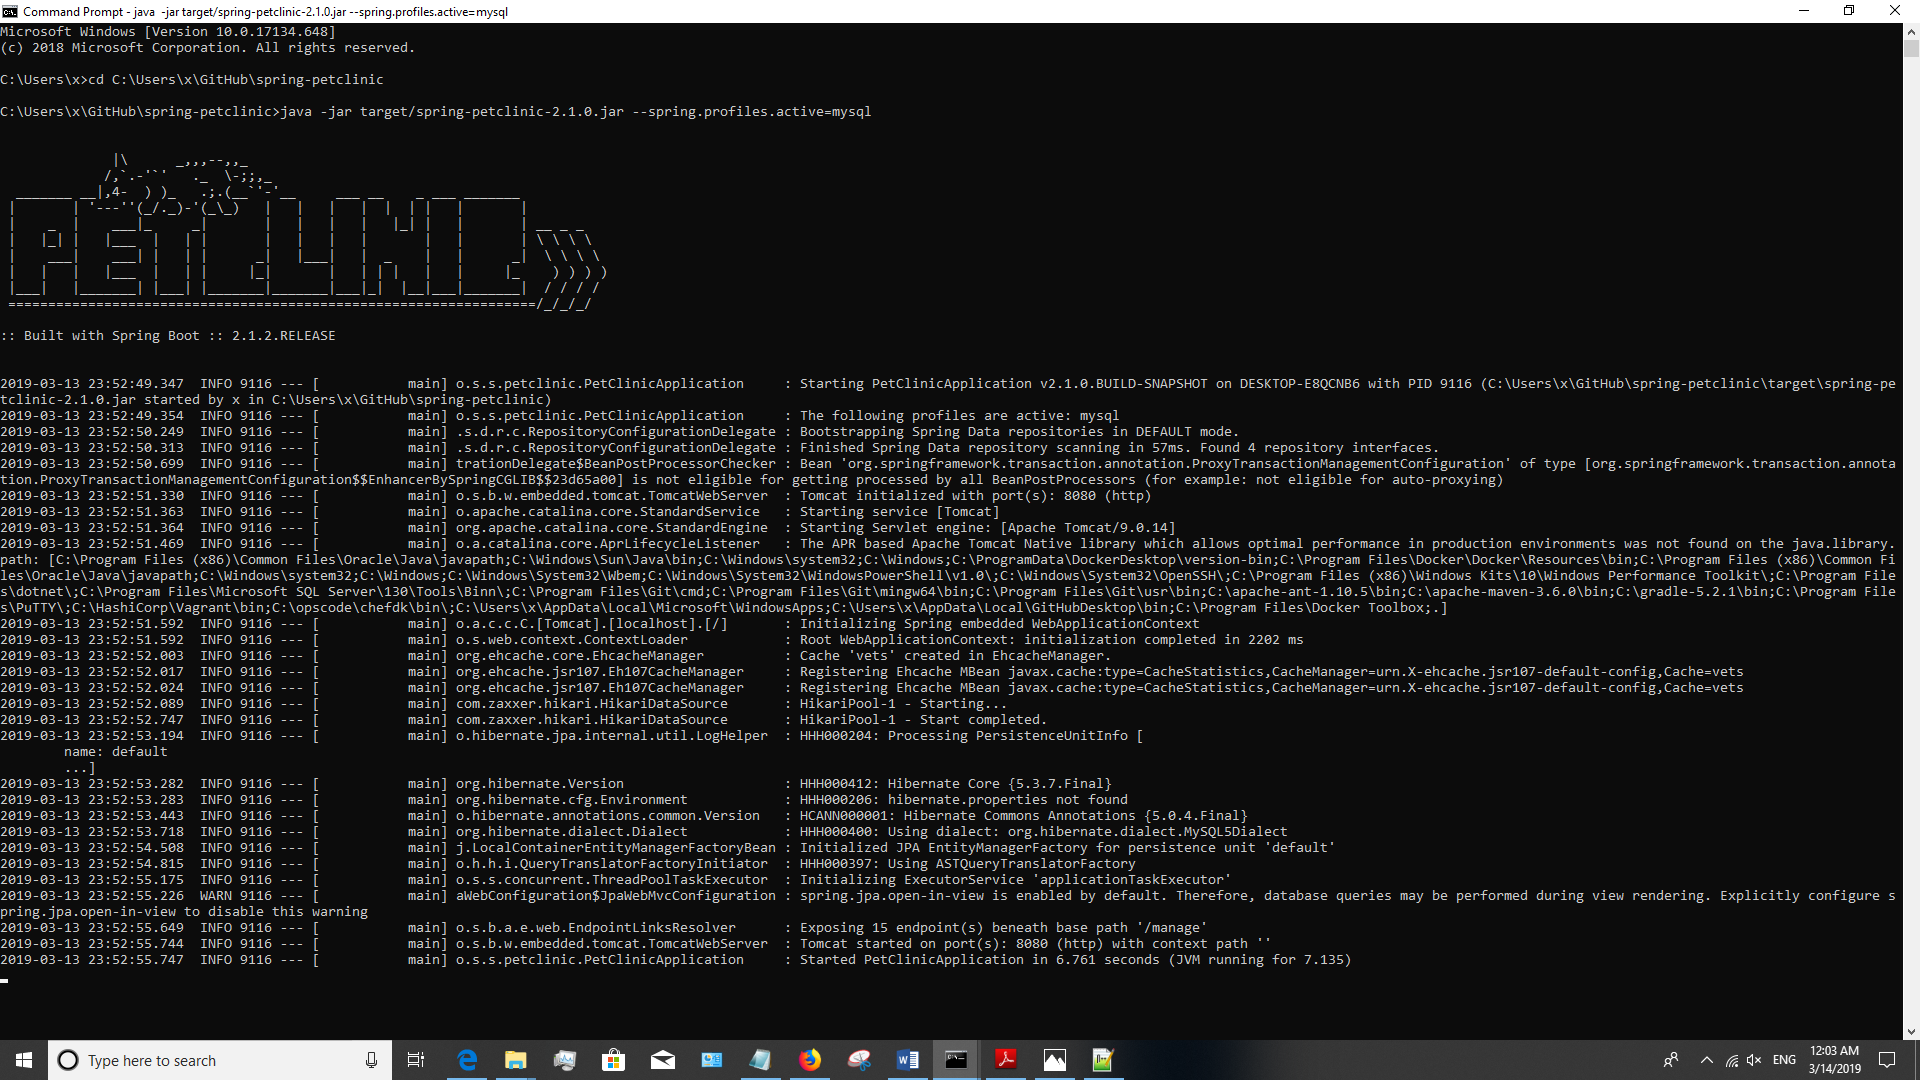 Command Prompt - java  -jar target/spring-petclinic-2.1.0.jar --spring.profiles.active=mysql
Microsoft Windows [Version 10.0.17134.648]
(c) 2018 Microsoft Corporation. All rights reserved.
C:\Users\x>cd C:\Users\x\GitHub\spring-petclinic
C:\Users\x\GitHub\spring-petclinic>java -jar target/spring-petclinic-2.1.0.jar --spring.profiles.active=mysql
PETCLINIC
:: Built with Spring Boot :: 2.1.2.RELEASE
2019-03-13 23:52:49.347  INFO 9116 --- [           main] o.s.s.petclinic.PetClinicApplication     : Starting PetClinicApplication v2.1.0.BUILD-SNAPSHOT on DESKTOP-E8QCNB6 with PID 9116 (C:\Users\x\GitHub\spring-petclinic\target\spring-pe
tclinic-2.1.0.jar started by x in C:\Users\x\GitHub\spring-petclinic)
2019-03-13 23:52:49.354  INFO 9116 --- [           main] o.s.s.petclinic.PetClinicApplication     : The following profiles are active: mysql
2019-03-13 23:52:50.249  INFO 9116 --- [           main] .s.d.r.c.RepositoryConfigurationDelegate : Bootstrapping Spring Data repositories in DEFAULT mode.
2019-03-13 23:52:50.313  INFO 9116 --- [           main] .s.d.r.c.RepositoryConfigurationDelegate : Finished Spring Data repository scanning in 57ms. Found 4 repository interfaces.
2019-03-13 23:52:50.699  INFO 9116 --- [           main] trationDelegate$BeanPostProcessorChecker : Bean 'org.springframework.transaction.annotation.ProxyTransactionManagementConfiguration' of type [org.springframework.transaction.annota
tion.ProxyTransactionManagementConfiguration$$EnhancerBySpringCGLIB$$23d65a00] is not eligible for getting processed by all BeanPostProcessors (for example: not eligible for auto-proxying)
2019-03-13 23:52:51.330  INFO 9116 --- [           main] o.s.b.w.embedded.tomcat.TomcatWebServer  : Tomcat initialized with port(s): 8080 (http)
2019-03-13 23:52:51.363  INFO 9116 --- [           main] o.apache.catalina.core.StandardService   : Starting service [Tomcat]
2019-03-13 23:52:51.364  INFO 9116 --- [           main] org.apache.catalina.core.StandardEngine  : Starting Servlet engine: [Apache Tomcat/9.0.14]
2019-03-13 23:52:51.469  INFO 9116 --- [           main] o.a.catalina.core.AprLifecycleListener   : The APR based Apache Tomcat Native library which allows optimal performance in production environments was not found on the java.library.
path: [C:\Program Files (x86)\Common Files\Oracle\Java\javapath;C:\Windows\Sun\Java\bin;C:\Windows\system32;C:\Windows;C:\ProgramData\DockerDesktop\version-bin;C:\Program Files\Docker\Docker\Resources\bin;C:\Program Files (x86)\Common Fi
les\Oracle\Java\javapath;C:\Windows\system32;C:\Windows;C:\Windows\System32\Wbem;C:\Windows\System32\WindowsPowerShell\v1.0\;C:\Windows\System32\OpenSSH\;C:\Program Files (x86)\Windows Kits\10\Windows Performance Toolkit\;C:\Program File
s\dotnet\;C:\Program Files\Microsoft SQL Server\130\Tools\Binn\;C:\Program Files\Git\cmd;C:\Program Files\Git\mingw64\bin;C:\Program Files\Git\usr\bin;C:\apache-ant-1.10.5\bin;C:\apache-maven-3.6.0\bin;C:\gradle-5.2.1\bin;C:\Program File
s\PuTTY\;C:\HashiCorp\Vagrant\bin;C:\opscode\chefdk\bin\;C:\Users\x\AppData\Local\Microsoft\WindowsApps;C:\Users\x\AppData\Local\GitHubDesktop\bin;C:\Program Files\Docker Toolbox;.]
2019-03-13 23:52:51.592  INFO 9116 --- [           main] o.a.c.c.C.[Tomcat].[localhost].[/]       : Initializing Spring embedded WebApplicationContext
2019-03-13 23:52:51.592  INFO 9116 --- [           main] o.s.web.context.ContextLoader            : Root WebApplicationContext: initialization completed in 2202 ms
2019-03-13 23:52:52.003  INFO 9116 --- [           main] org.ehcache.core.EhcacheManager          : Cache 'vets' created in EhcacheManager.
2019-03-13 23:52:52.017  INFO 9116 --- [           main] org.ehcache.jsr107.Eh107CacheManager     : Registering Ehcache MBean javax.cache:type=CacheStatistics,CacheManager=urn.X-ehcache.jsr107-default-config,Cache=vets
2019-03-13 23:52:52.024  INFO 9116 --- [           main] org.ehcache.jsr107.Eh107CacheManager     : Registering Ehcache MBean javax.cache:type=CacheStatistics,CacheManager=urn.X-ehcache.jsr107-default-config,Cache=vets
2019-03-13 23:52:52.089  INFO 9116 --- [           main] com.zaxxer.hikari.HikariDataSource       : HikariPool-1 - Starting...
2019-03-13 23:52:52.747  INFO 9116 --- [           main] com.zaxxer.hikari.HikariDataSource       : HikariPool-1 - Start completed.
2019-03-13 23:52:53.194  INFO 9116 --- [           main] o.hibernate.jpa.internal.util.LogHelper  : HHH000204: Processing PersistenceUnitInfo [
name: default
...]
2019-03-13 23:52:53.282  INFO 9116 --- [           main] org.hibernate.Version                    : HHH000412: Hibernate Core {5.3.7.Final}
2019-03-13 23:52:53.283  INFO 9116 --- [           main] org.hibernate.cfg.Environment            : HHH000206: hibernate.properties not found
2019-03-13 23:52:53.443  INFO 9116 --- [           main] o.hibernate.annotations.common.Version   : HCANN000001: Hibernate Commons Annotations {5.0.4.Final}
2019-03-13 23:52:53.718  INFO 9116 --- [           main] org.hibernate.dialect.Dialect            : HHH000400: Using dialect: org.hibernate.dialect.MySQL5Dialect
2019-03-13 23:52:54.508  INFO 9116 --- [           main] j.LocalContainerEntityManagerFactoryBean : Initialized JPA EntityManagerFactory for persistence unit 'default'
2019-03-13 23:52:54.815  INFO 9116 --- [           main] o.h.h.i.QueryTranslatorFactoryInitiator  : HHH000397: Using ASTQueryTranslatorFactory
2019-03-13 23:52:55.175  INFO 9116 --- [           main] o.s.s.concurrent.ThreadPoolTaskExecutor  : Initializing ExecutorService 'applicationTaskExecutor'
2019-03-13 23:52:55.226  WARN 9116 --- [           main] aWebConfiguration$JpaWebMvcConfiguration : spring.jpa.open-in-view is enabled by default. Therefore, database queries may be performed during view rendering. Explicitly configure s
pring.jpa.open-in-view to disable this warning
2019-03-13 23:52:55.649  INFO 9116 --- [           main] o.s.b.a.e.web.EndpointLinksResolver      : Exposing 15 endpoint(s) beneath base path '/manage'
2019-03-13 23:52:55.744  INFO 9116 --- [           main] o.s.b.w.embedded.tomcat.TomcatWebServer  : Tomcat started on port(s): 8080 (http) with context path ''
2019-03-13 23:52:55.747  INFO 9116 --- [           main] o.s.s.petclinic.PetClinicApplication     : Started PetClinicApplication in 6.761 seconds (JVM running for 7.135)
Type here to search
ENG
12:03 AM
3/14/2019